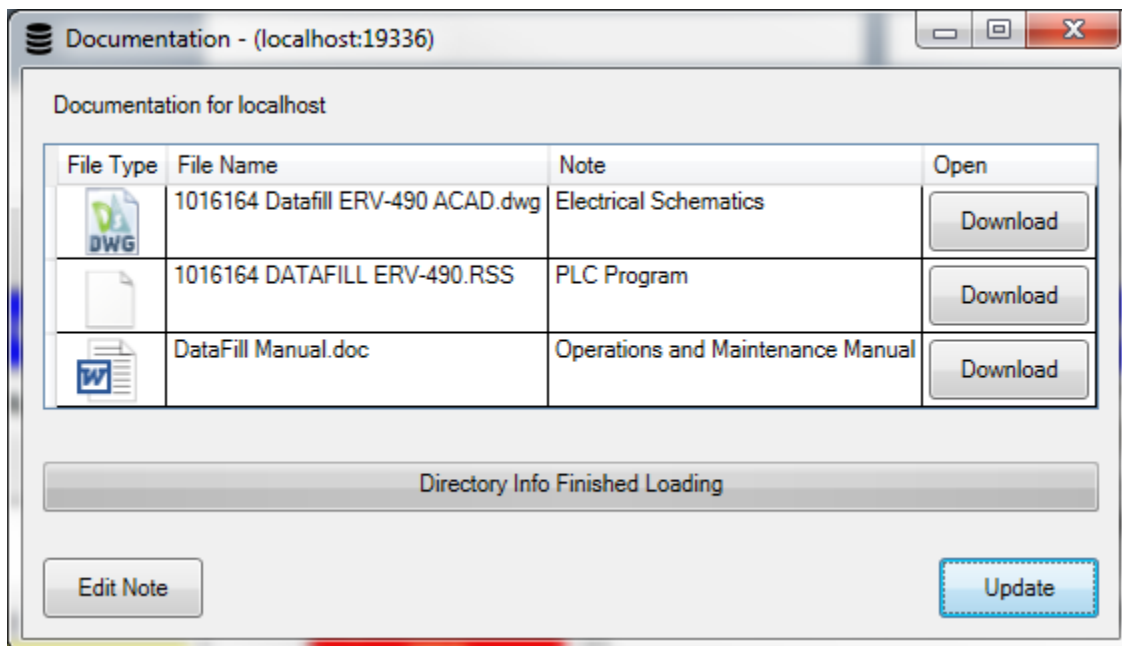 Documentation - (localhost:19336)
Documentation for localhost
File Type File Name Note Open
DWG 1016164 Datafill ERV-490 ACAD.dwg Electrical Schematics Download
1016164 DATAFILL ERV-490.RSS PLC Program Download
W DataFill Manual.doc Operations and Maintenance Manual Download
Directory Info Finished Loading
Edit Note Update